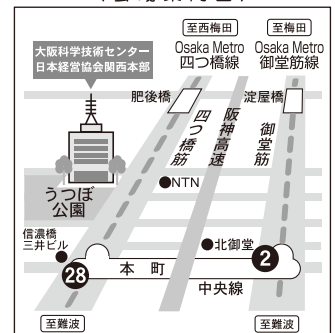 至西梅田
至梅田
Osaka Metro
四つ橋線
Osaka Metro
御堂筋線
大阪科学技術センター
日本経営協会関西本部
肥後橋
淀屋橋
四つ橋筋
阪神高速
御堂筋
NTN
うつぼ
公園
信濃橋
三井ビル
北御堂
2
28
本町
中央線
至難波
至難波